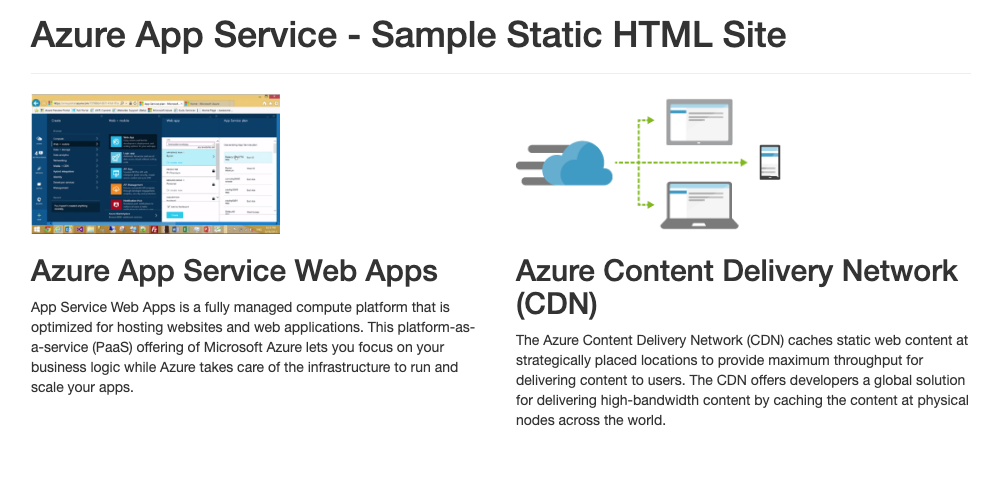 Azure App Service - Sample Static HTML Site
Azure App Service Web Apps
App Service Web Apps is a fully managed compute platform that is
optimized for hosting websites and web applications. This platform-as-
a-service (PaaS) offering of Microsoft Azure lets you focus on your
business logic while Azure takes care of the infrastructure to run and
scale your apps.
Azure Content Delivery Network
(CDN)
The Azure Content Delivery Network (CDN) caches static web content at
strategically placed locations to provide maximum throughput for
delivering content to users. The CDN offers developers a global solution
for delivering high-bandwidth content by caching the content at physical
nodes across the world.